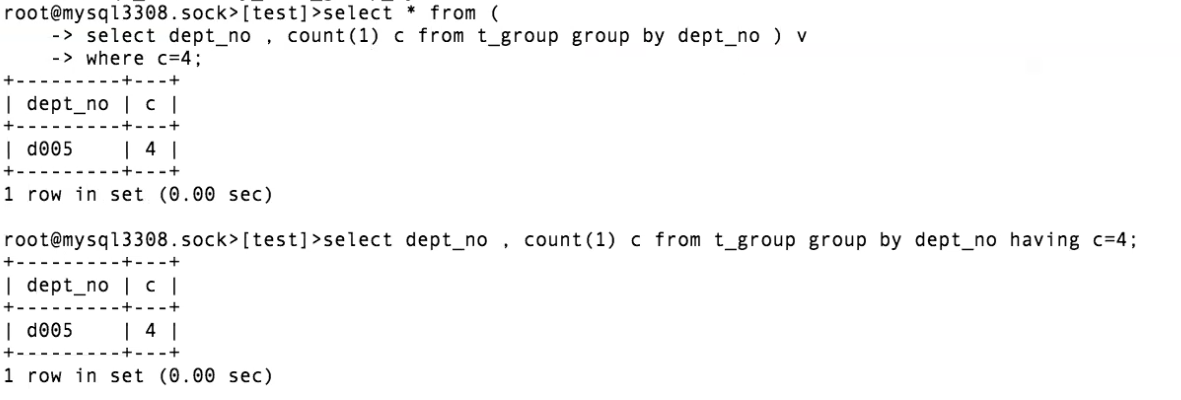 root@mysql3308.sock>[test]>select * from (
    -> select dept_no , count(1) c from t_group group by dept_no ) v
    -> where c=4;
+---------+---+
| dept_no | c |
+---------+---+
| d005    | 4 |
+---------+---+
1 row in set (0.00 sec)

root@mysql3308.sock>[test]>select dept_no , count(1) c from t_group group by dept_no having c=4;
+---------+---+
| dept_no | c |
+---------+---+
| d005    | 4 |
+---------+---+
1 row in set (0.00 sec)